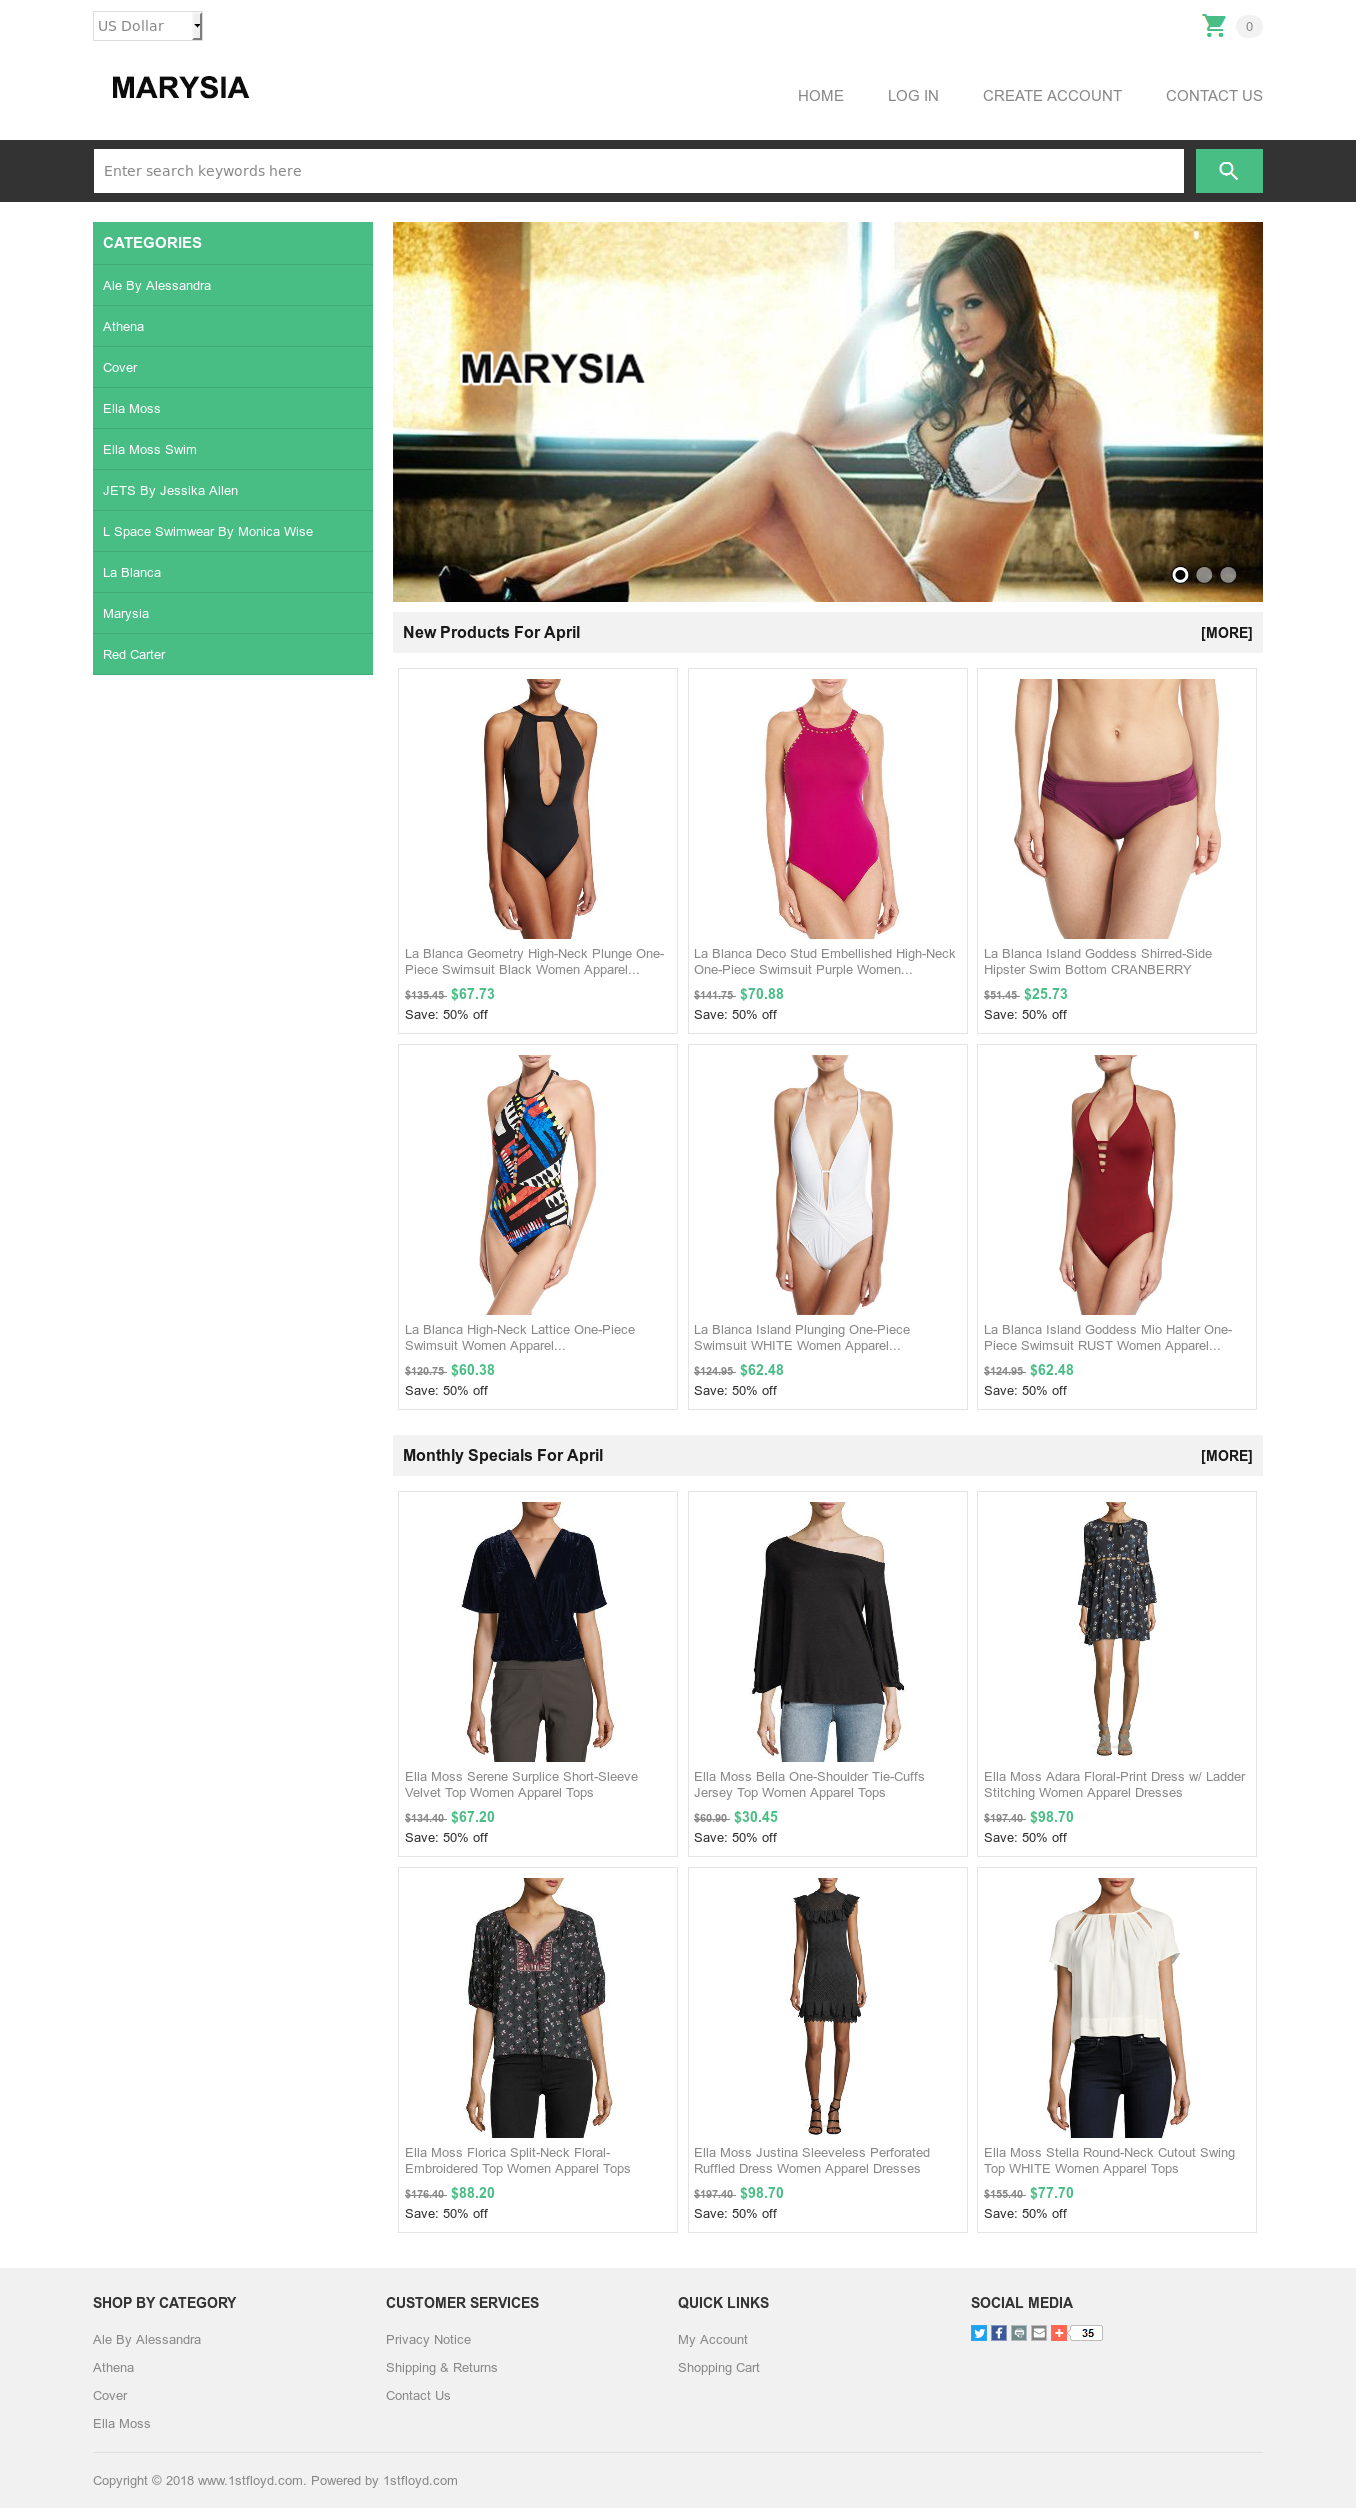 US Dollar
0
MARYSIA
HOME LOG IN CREATE ACCOUNT CONTACT US
Enter search keywords here
CATEGORIES
Ale By Alessandra
Athena
Cover
Ella Moss
Ella Moss Swim
JETS By Jessika Allen
L Space Swimwear By Monica Wise
La Blanca
Marysia
Red Carter
MARYSIA
New Products For April [MORE]
La Blanca Geometry High-Neck Plunge One-
Piece Swimsuit Black Women Apparel...
$135.45 $67.73
Save: 50% off
La Blanca Deco Stud Embellished High-Neck
One-Piece Swimsuit Purple Women...
$141.75 $70.88
Save: 50% off
La Blanca Island Goddess Shirred-Side
Hipster Swim Bottom CRANBERRY
$51.45 $25.73
Save: 50% off
La Blanca High-Neck Lattice One-Piece
Swimsuit Women Apparel...
$120.75 $60.38
Save: 50% off
La Blanca Island Plunging One-Piece
Swimsuit WHITE Women Apparel...
$124.95 $62.48
Save: 50% off
La Blanca Island Goddess Mio Halter One-
Piece Swimsuit RUST Women Apparel...
$124.95 $62.48
Save: 50% off
Monthly Specials For April [MORE]
Ella Moss Serene Surplice Short-Sleeve
Velvet Top Women Apparel Tops
$134.40 $67.20
Save: 50% off
Ella Moss Bella One-Shoulder Tie-Cuffs
Jersey Top Women Apparel Tops
$60.90 $30.45
Save: 50% off
Ella Moss Adara Floral-Print Dress w/ Ladder
Stitching Women Apparel Dresses
$197.40 $98.70
Save: 50% off
Ella Moss Florica Split-Neck Floral-
Embroidered Top Women Apparel Tops
$176.40 $88.20
Save: 50% off
Ella Moss Justina Sleeveless Perforated
Ruffled Dress Women Apparel Dresses
$197.40 $98.70
Save: 50% off
Ella Moss Stella Round-Neck Cutout Swing
Top WHITE Women Apparel Tops
$155.40 $77.70
Save: 50% off
SHOP BY CATEGORY
Ale By Alessandra
Athena
Cover
Ella Moss
CUSTOMER SERVICES
Privacy Notice
Shipping & Returns
Contact Us
QUICK LINKS
My Account
Shopping Cart
SOCIAL MEDIA
35
Copyright © 2018 www.1stfloyd.com. Powered by 1stfloyd.com